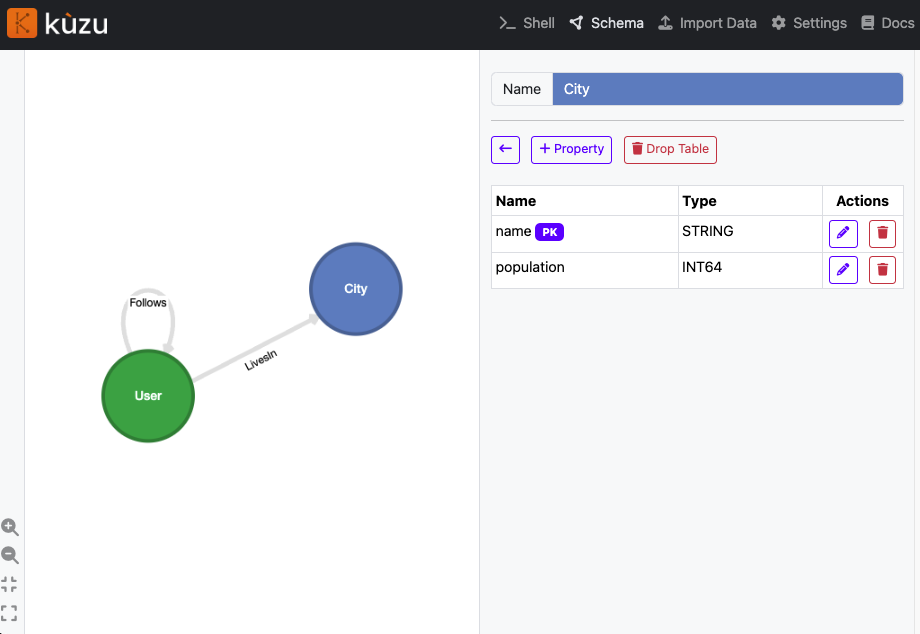 kùzu
Shell Schema Import Data Settings Docs
Name City
Property Drop Table
Name Type Actions
name PK STRING
population INT64
City
Follows
LivesIn
User